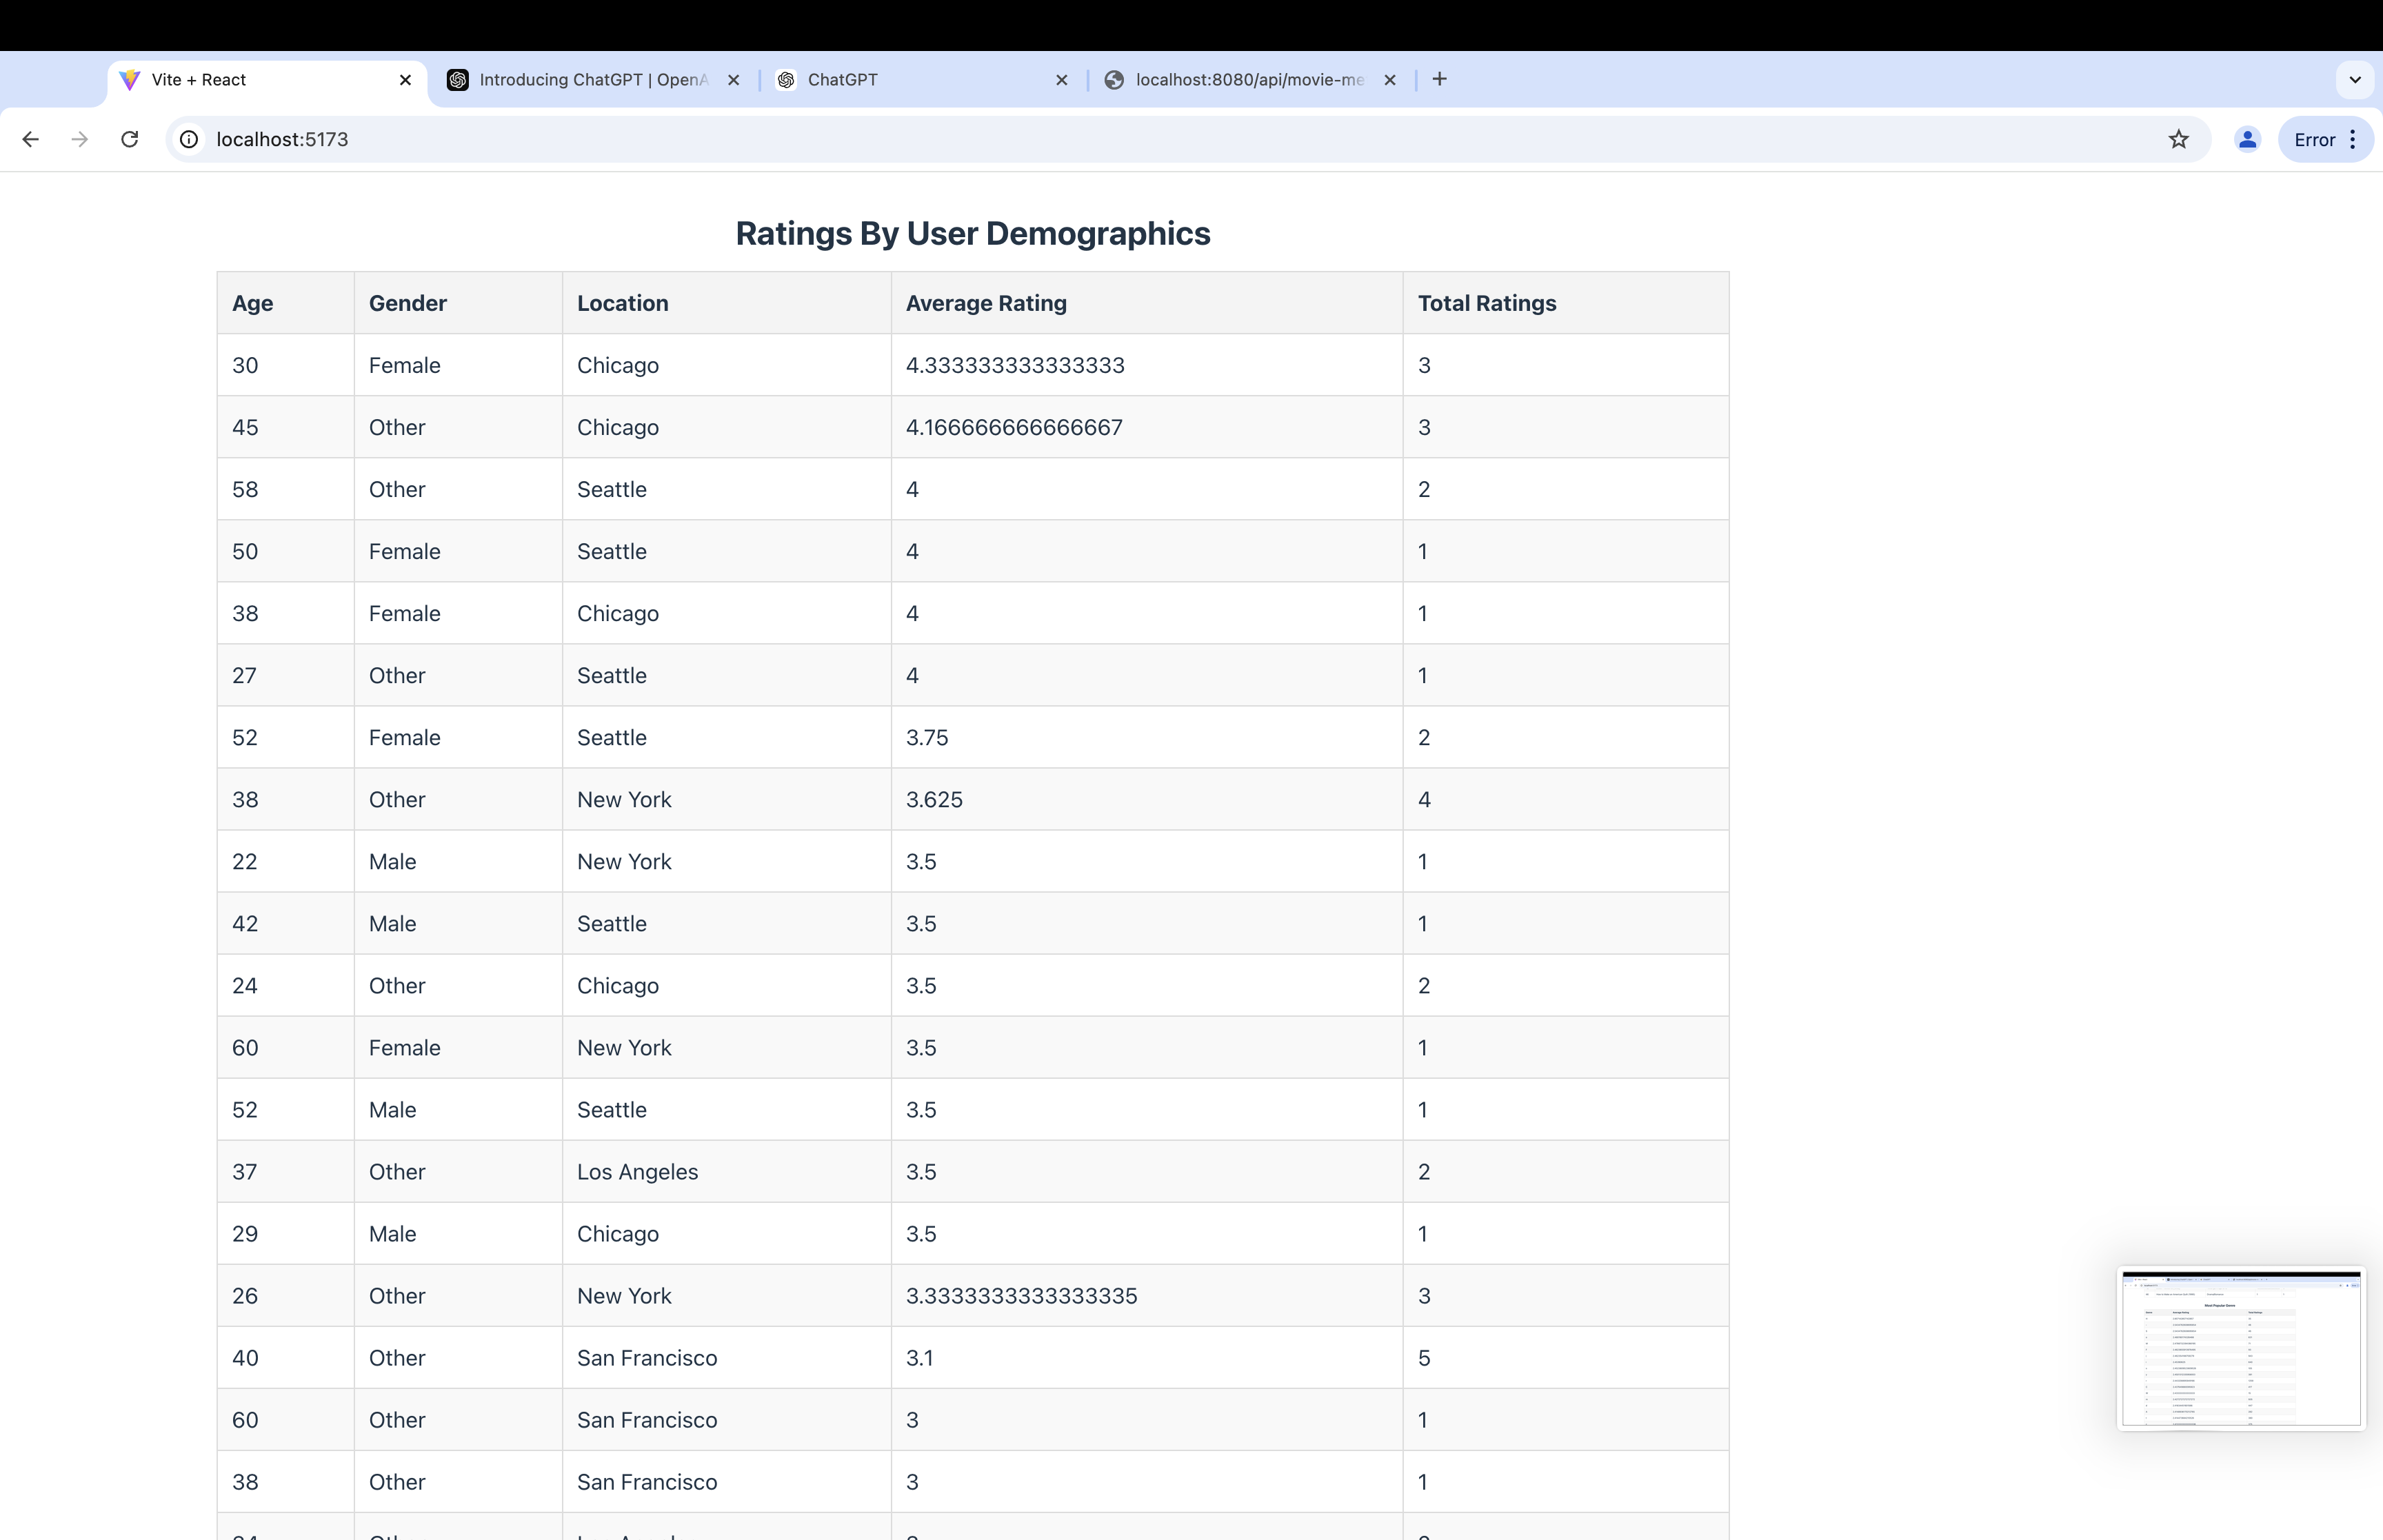 Vite + React
Introducing ChatGPT | OpenA
ChatGPT
localhost:8080/api/movie-me
localhost:5173
Error
Ratings By User Demographics
Age Gender Location Average Rating Total Ratings
30 Female Chicago 4.333333333333333 3
45 Other Chicago 4.166666666666667 3
58 Other Seattle 4 2
50 Female Seattle 4 1
38 Female Chicago 4 1
27 Other Seattle 4 1
52 Female Seattle 3.75 2
38 Other New York 3.625 4
22 Male New York 3.5 1
42 Male Seattle 3.5 1
24 Other Chicago 3.5 2
60 Female New York 3.5 1
52 Male Seattle 3.5 1
37 Other Los Angeles 3.5 2
29 Male Chicago 3.5 1
26 Other New York 3.3333333333333335 3
40 Other San Francisco 3.1 5
60 Other San Francisco 3 1
38 Other San Francisco 3 1